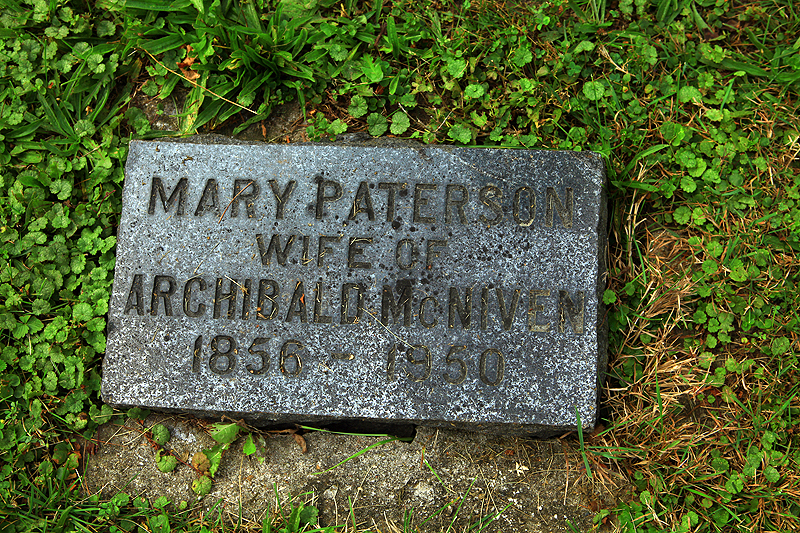 MARY PATERSON
WIFE OF
ARCHIBALD McNIVEN
1856 - 1950